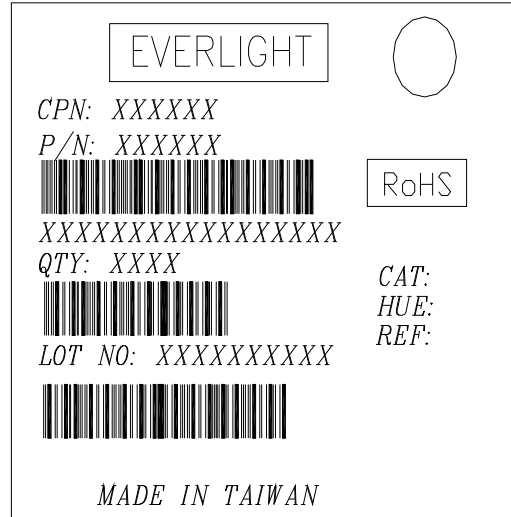 EVERLIGHT
CPN: XXXXXX
P/N: XXXXXX
RoHS
XXXXXXXXXXXXXXXXX
QTY: XXXX
CAT:
HUE:
REF:
LOT NO: XXXXXXXXXX
MADE IN TAIWAN